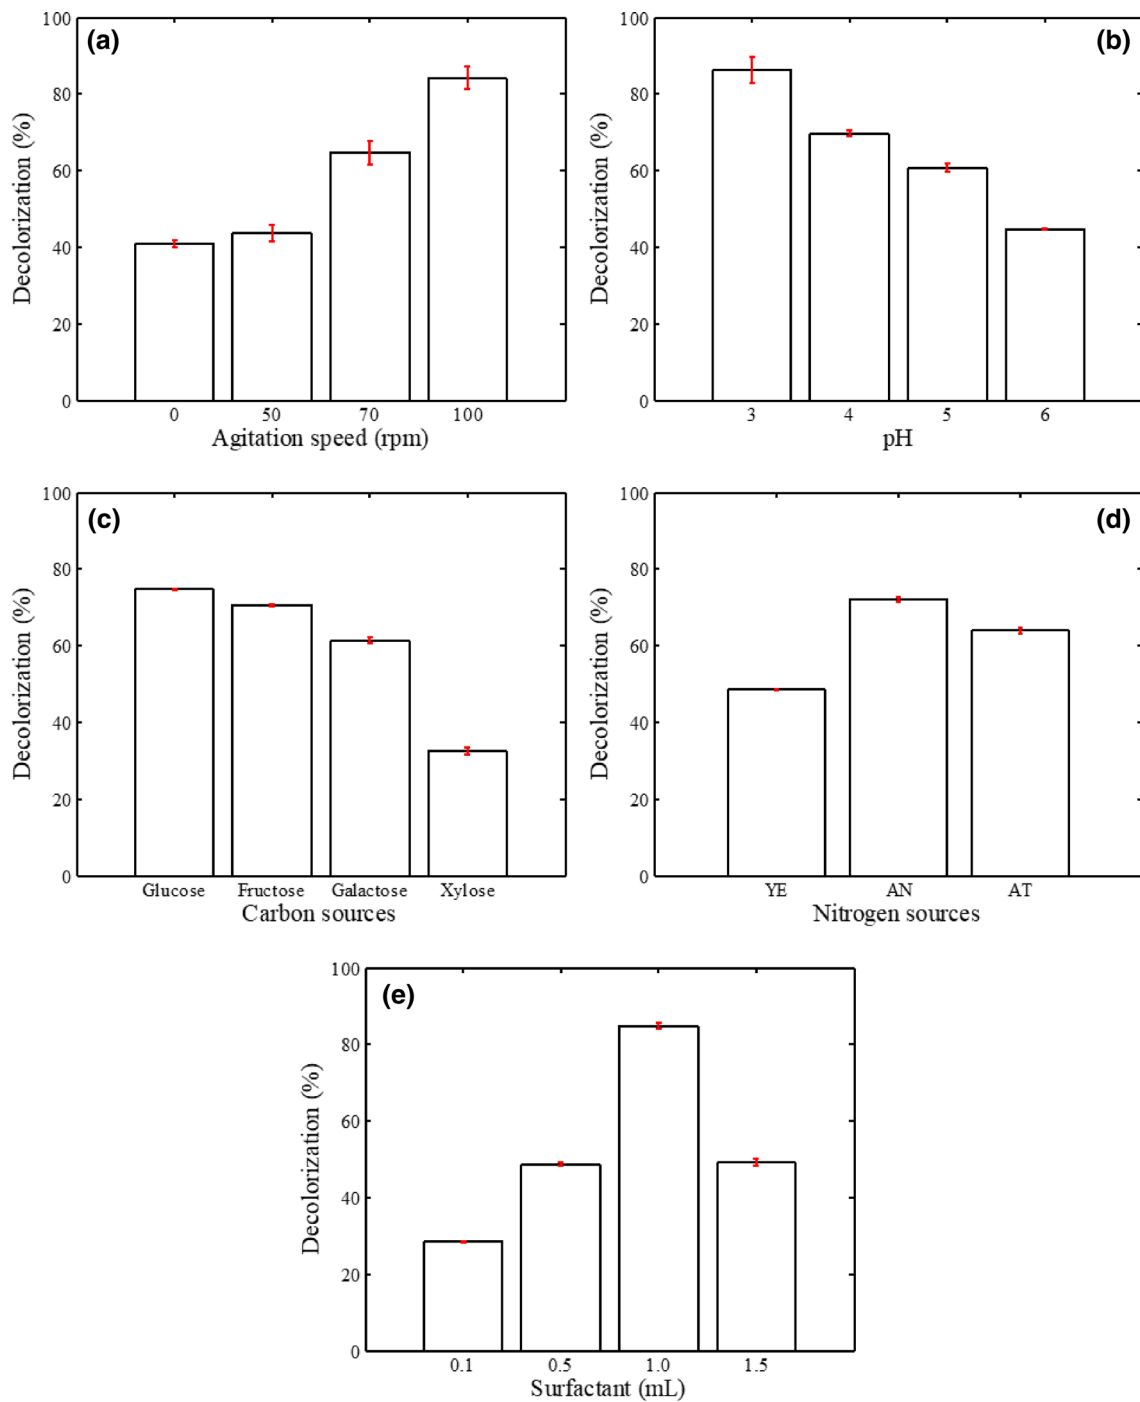 (a)
100
80
60
40
20
0
Decolorization (%)
0 50 70 100
Agitation speed (rpm)
(b)
100
80
60
40
20
0
Decolorization (%)
3 4 5 6
pH
(c)
100
80
60
40
20
0
Decolorization (%)
Glucose Fructose Galactose Xylose
Carbon sources
(d)
100
80
60
40
20
0
Decolorization (%)
YE AN AT
Nitrogen sources
(e)
100
80
60
40
20
0
Decolorization (%)
0.1 0.5 1.0 1.5
Surfactant (mL)